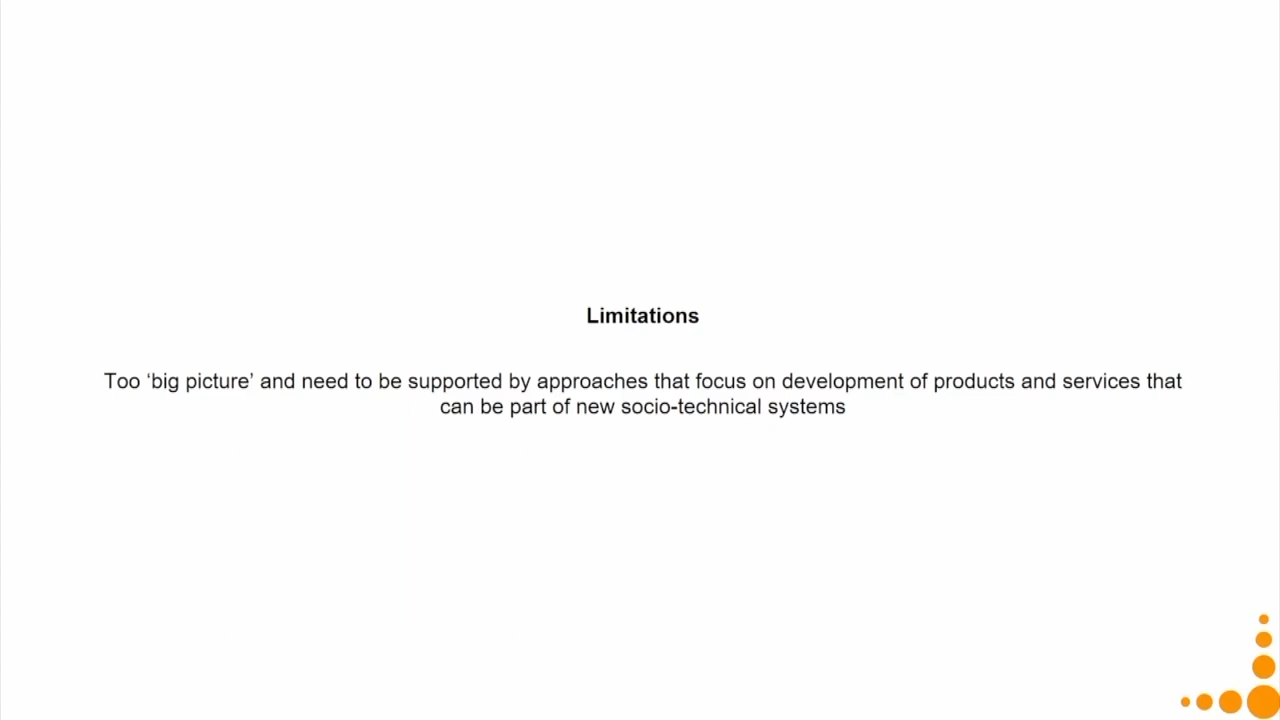 Limitations
Too ‘big picture’ and need to be supported by approaches that focus on development of products and services that
can be part of new socio-technical systems